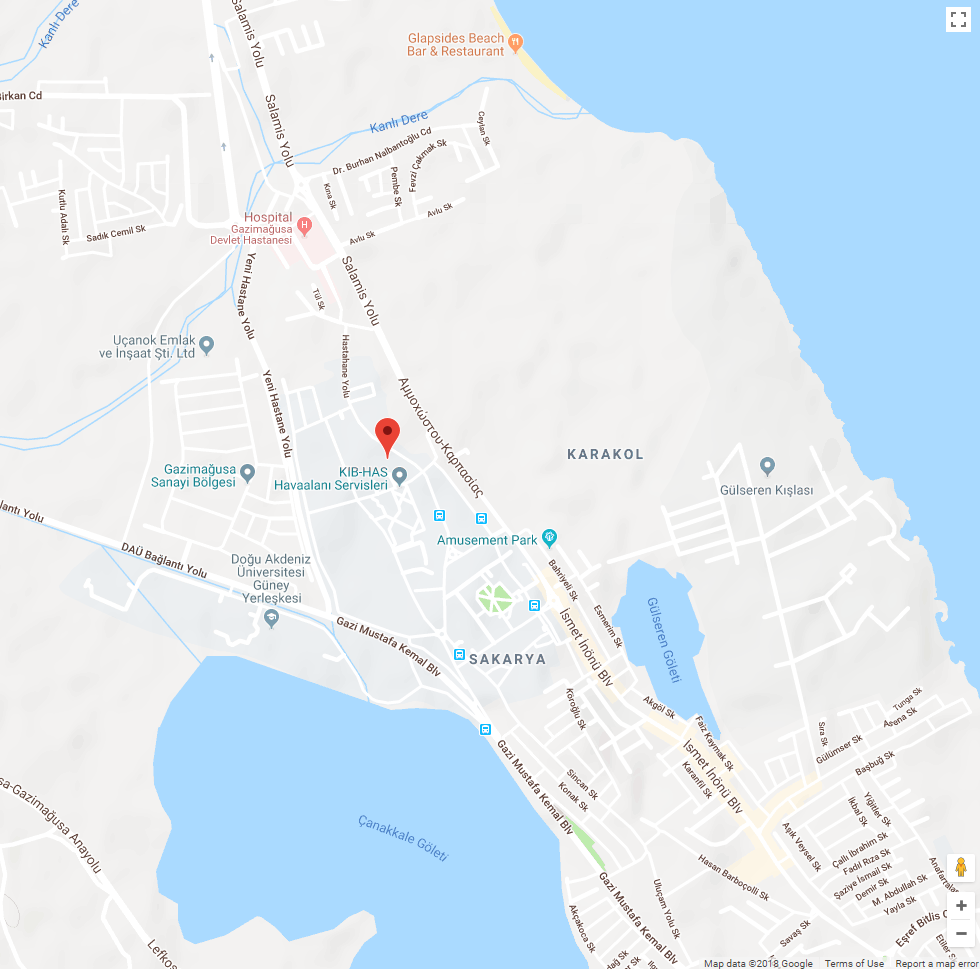 Kanlı Dere
Salamis Yolu
Glapsides Beach
Bar & Restaurant
Birkan Cd
Salamis Yolu
Kanlı Dere
Ceylan Sk
Dr. Burhan Nalbantoğlu Cd
Fevzi Çakmak Sk
Pembe Sk
Kına Sk
Kutlu Adalı Sk
Sadık Cemil Sk
Avlu Sk
Avlu Sk
Hospital
Gazimağusa
Devlet Hastanesi
H
Yeni Hastane Yolu
Salamis Yolu
Tül Sk
Hastahane Yolu
Uçanok Emlak
ve İnşaat Şti. Ltd
Yeni Hastane Yolu
Αμμοχώστου-Καρπασίας
KARAKOL
Gazimağusa
Sanayi Bölgesi
KIB-HAS
Havaalanı Servisleri
Gülseren Kışlası
lantı Yolu
DAÜ Bağlantı Yolu
Amusement Park
Doğu Akdeniz
Üniversitesi
Güney
Yerleşkesi
Bahriyeli Sk
Esmerim Sk
Gülseren Göleti
İsmet İnönü Blv
Gazi Mustafa Kemal Blv
SAKARYA
Köroğlu Sk
Akgöl Sk
Faiz Kaymak Sk
Tunga Sk
Arena Sk
Sıra Sk
Gülümser Sk
Başbuğ Sk
İsmet İnönü Blv
Karanfil Sk
Gazi Mustafa Kemal Blv
Sincan Sk
Konak Sk
Yiğitler Sk
İkbal Sk
sa-Gazimağusa Anayolu
Çanakkale Göleti
Aşık Veysel Sk
Çallı İbrahim Sk
Fadıl Rıza Sk
Şaziye İsmail Sk
Demir Sk
M. Abdullah Sk
Yayla Sk
Anafartalar
Hasan Barboçolli Sk
Gazi Mustafa Kemal Blv
Uluçam Yolu Sk
Akçakoca Sk
Savaş Sk
Eşref Bitlis C
Etiler S
dağ Sk
Lefkoş
Map data ©2018 Google
Terms of Use
Report a map error